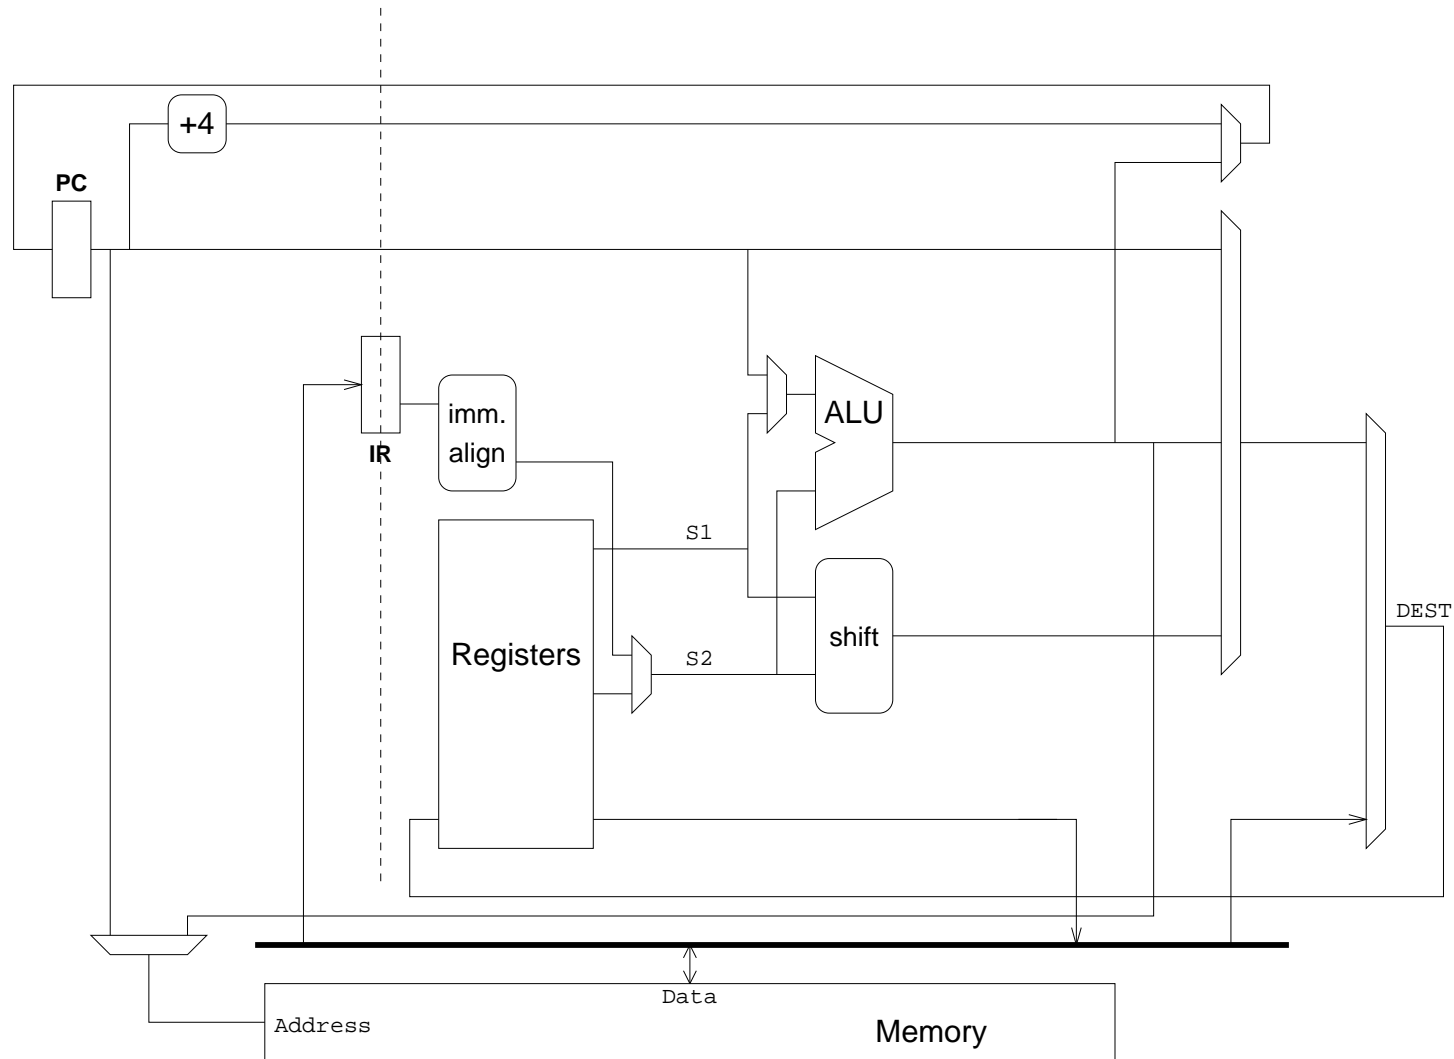 +4
PC
imm.
align
ALU
IR
S1
Registers
S2
shift
DEST
Data
Address
Memory